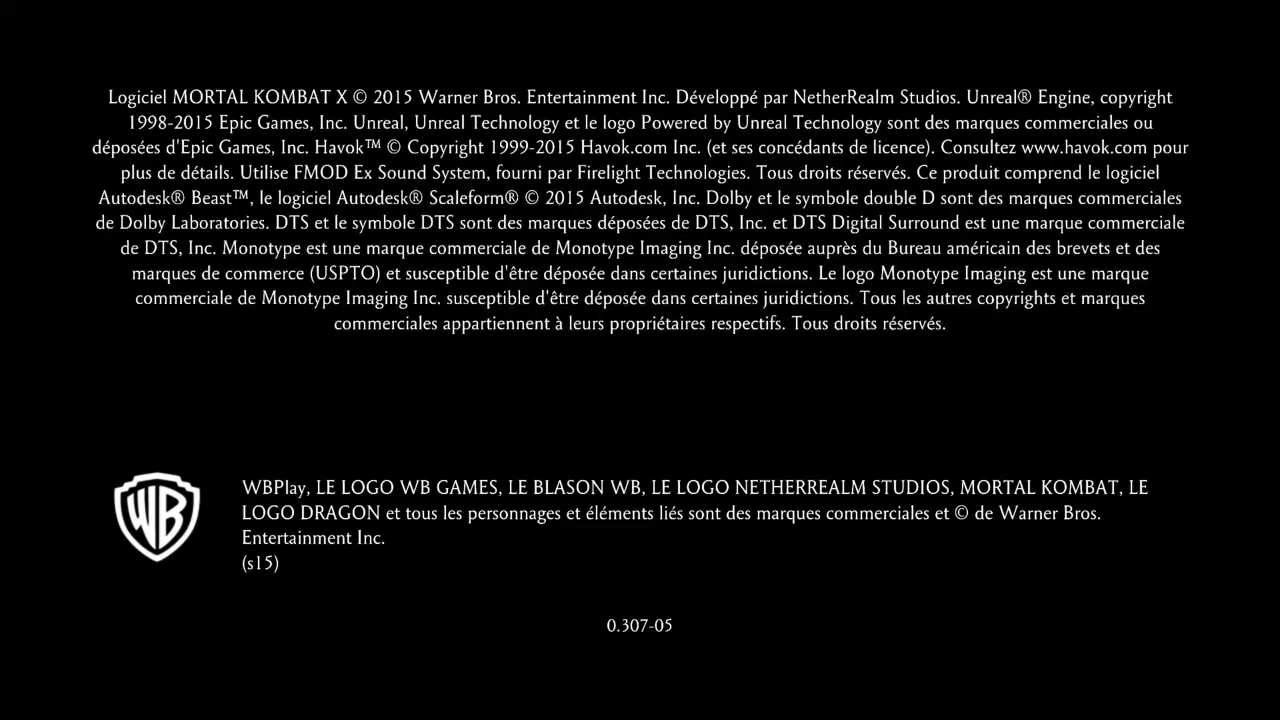 Logiciel MORTAL KOMBAT X © 2015 Warner Bros. Entertainment Inc. Développé par NetherRealm Studios. Unreal® Engine, copyright
1998-2015 Epic Games, Inc. Unreal, Unreal Technology et le logo Powered by Unreal Technology sont des marques commerciales ou
déposées d'Epic Games, Inc. Havok™ © Copyright 1999-2015 Havok.com Inc. (et ses concédants de licence). Consultez www.havok.com pour
plus de détails. Utilise FMOD Ex Sound System, fourni par Firelight Technologies. Tous droits réservés. Ce produit comprend le logiciel
Autodesk® Beast™, le logiciel Autodesk® Scaleform® © 2015 Autodesk, Inc. Dolby et le symbole double D sont des marques commerciales
de Dolby Laboratories. DTS et le symbole DTS sont des marques déposées de DTS, Inc. et DTS Digital Surround est une marque commerciale
de DTS, Inc. Monotype est une marque commerciale de Monotype Imaging Inc. déposée auprès du Bureau américain des brevets et des
marques de commerce (USPTO) et susceptible d'être déposée dans certaines juridictions. Le logo Monotype Imaging est une marque
commerciale de Monotype Imaging Inc. susceptible d'être déposée dans certaines juridictions. Tous les autres copyrights et marques
commerciales appartiennent à leurs propriétaires respectifs. Tous droits réservés.
WB
WBPlay, LE LOGO WB GAMES, LE BLASON WB, LE LOGO NETHERREALM STUDIOS, MORTAL KOMBAT, LE
LOGO DRAGON et tous les personnages et éléments liés sont des marques commerciales et © de Warner Bros.
Entertainment Inc.
(s15)
0.307-05